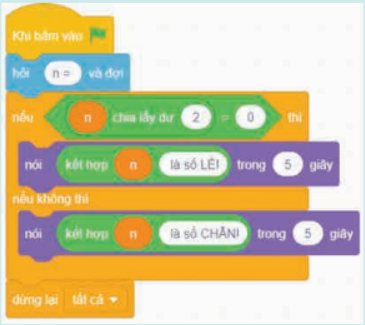 Khi bấm vào
hỏi n = và đợi
nếu n chia lấy dư 2 = 0 thì
nói kết hợp n là số LẺ! trong 5 giây
nếu không thì
nói kết hợp n là số CHẴN! trong 5 giây
dừng lại tất cả